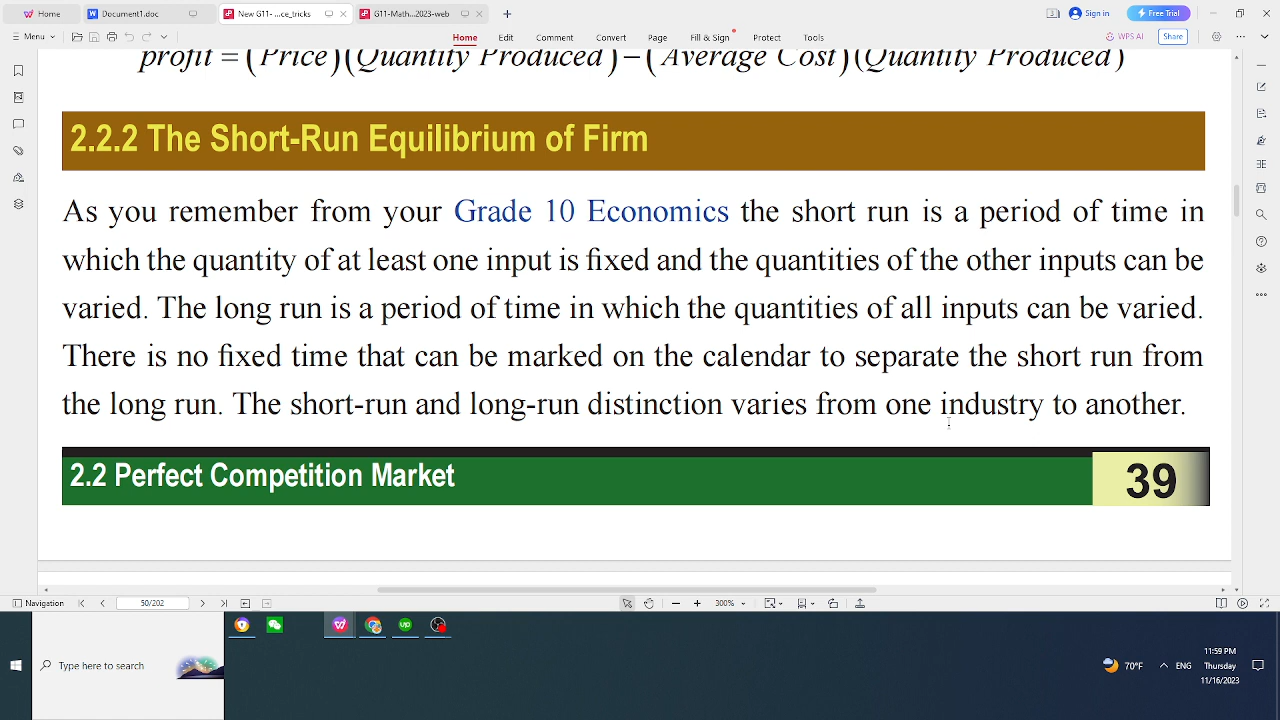 Home Document1.doc New G11- ...ce_tricks G11-Math...2023-web Sign in Free Trial
Menu Home Edit Comment Convert Page Fill & Sign Protect Tools WPS AI Share
profit = (Price)(Quantity Produced) − (Average Cost)(Quantity Produced)
2.2.2 The Short-Run Equilibrium of Firm
As you remember from your Grade 10 Economics the short run is a period of time in
which the quantity of at least one input is fixed and the quantities of the other inputs can be
varied. The long run is a period of time in which the quantities of all inputs can be varied.
There is no fixed time that can be marked on the calendar to separate the short run from
the long run. The short-run and long-run distinction varies from one industry to another.
2.2 Perfect Competition Market 39
Navigation 50/202 300%
Type here to search 70°F ENG
11:59 PM
Thursday
11/16/2023